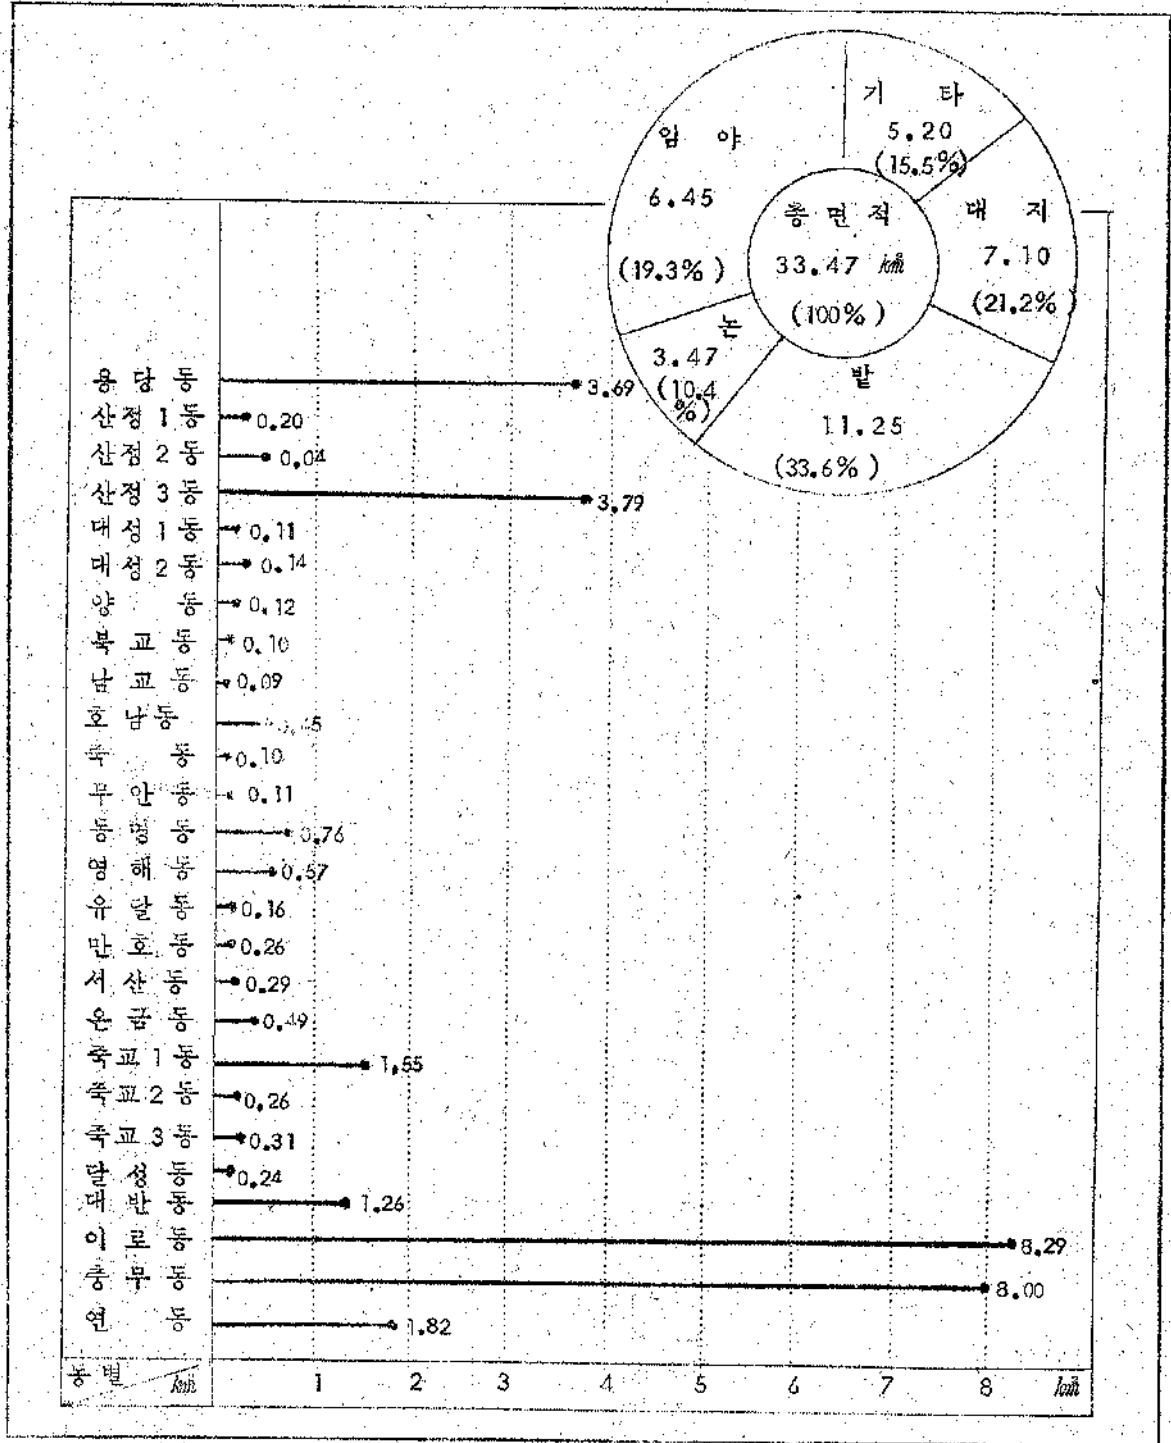 기 타
5.20
(15.5%)
임 야
6.45
(19.3%)
총 면 적
33.47 ㎢
(100%)
대 지
7.10
(21.2%)
논
3.47
(10.4
%)
밭
11.25
(33.6%)
용 당 동 3.69
산정 1 동 0.20
산정 2 동 0.04
산정 3 동 3.79
대성 1 동 0.11
대성 2 동 0.14
양 동 0.12
북 교 동 0.10
남 교 동 0.09
호 남 동
죽 동 0.10
무 안 동 0.11
동 명 동 0.76
영 해 동 0.57
유 달 동 0.16
만 호 동 0.26
서 산 동 0.29
온 금 동 0.49
죽교 1 동 1.55
죽교 2 동 0.26
죽교 3 동 0.31
달 성 동 0.24
대 반 동 1.26
이 로 동 8.29
충 무 동 8.00
연 동 1.82
동 별 ㎢ 1 2 3 4 5 6 7 8 ㎢